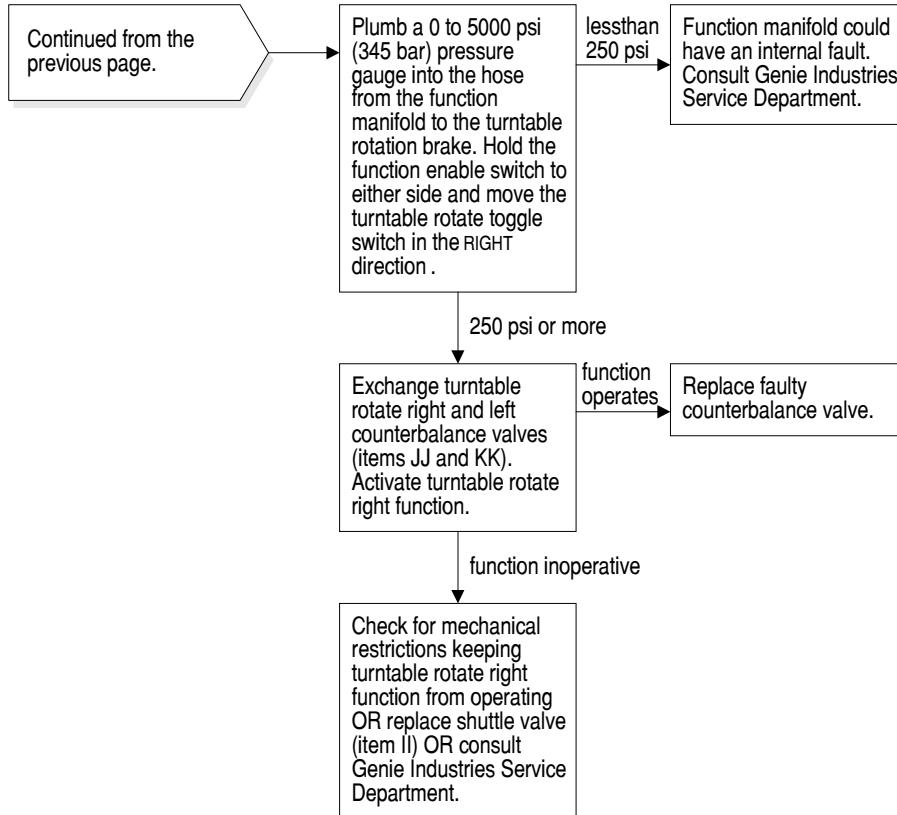 Continued from the
previous page.
Plumb a 0 to 5000 psi
(345 bar) pressure
gauge into the hose
from the function
manifold to the turntable
rotation brake. Hold the
function enable switch to
either side and move the
turntable rotate toggle
switch in the RIGHT
direction .
lessthan
250 psi
Function manifold could
have an internal fault.
Consult Genie Industries
Service Department.
250 psi or more
Exchange turntable
rotate right and left
counterbalance valves
(items JJ and KK).
Activate turntable rotate
right function.
function
operates
Replace faulty
counterbalance valve.
function inoperative
Check for mechanical
restrictions keeping
turntable rotate right
function from operating
OR replace shuttle valve
(item II) OR consult
Genie Industries Service
Department.